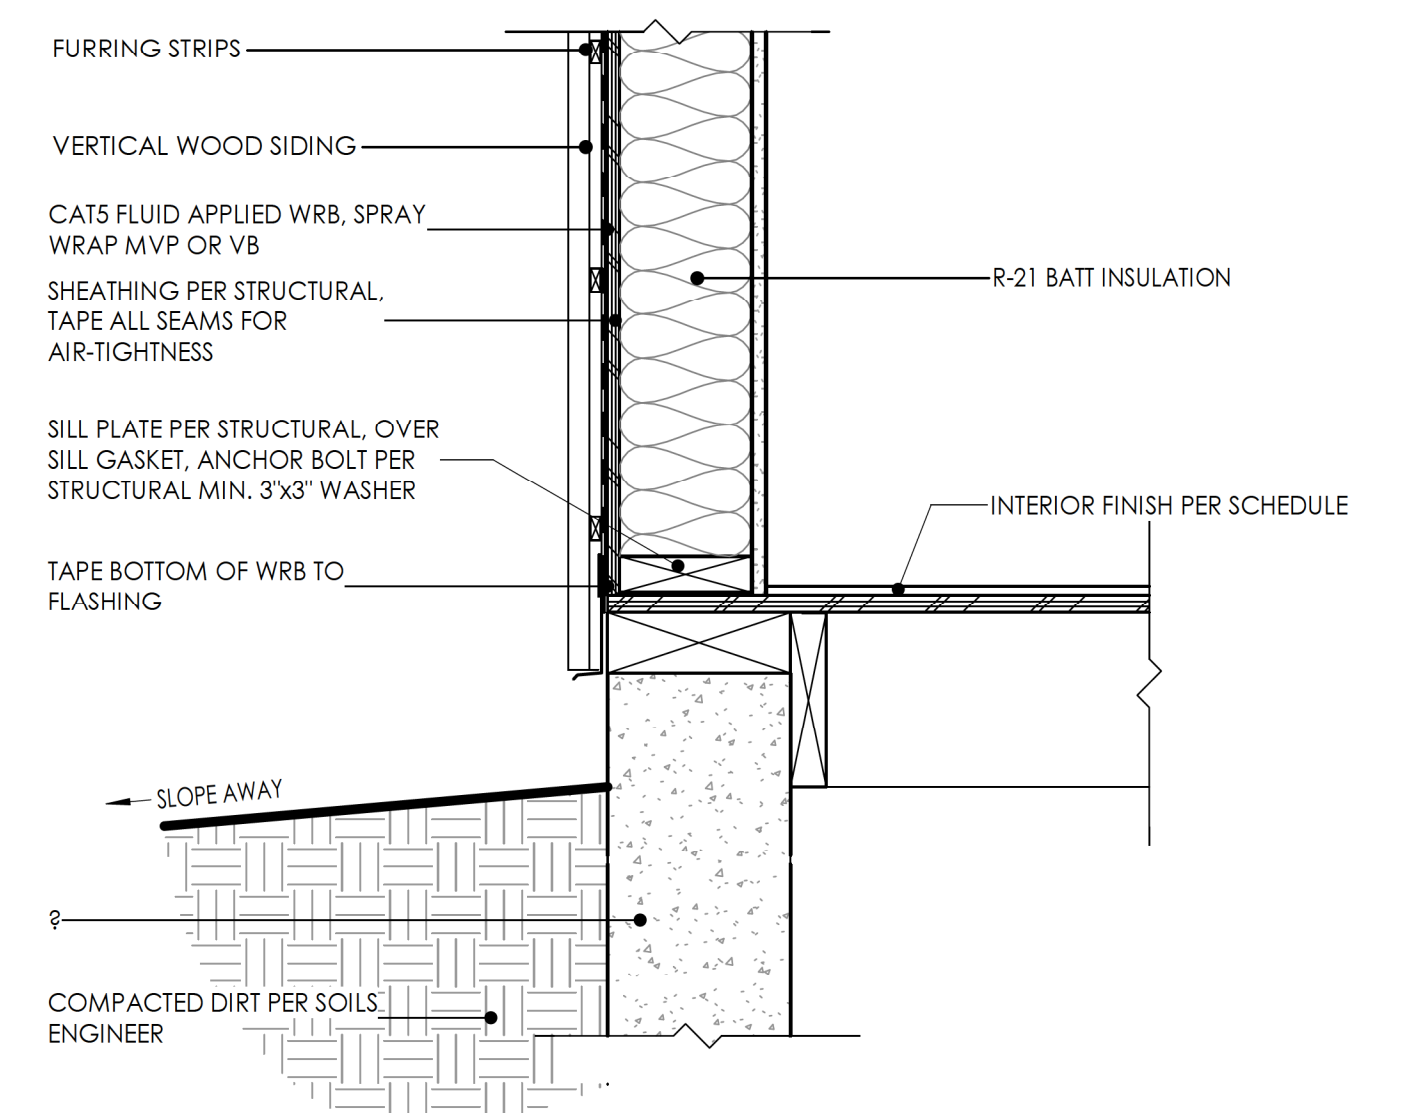 FURRING STRIPS
VERTICAL WOOD SIDING
CAT5 FLUID APPLIED WRB, SPRAY
WRAP MVP OR VB
SHEATHING PER STRUCTURAL,
TAPE ALL SEAMS FOR
AIR-TIGHTNESS
R-21 BATT INSULATION
SILL PLATE PER STRUCTURAL, OVER
SILL GASKET, ANCHOR BOLT PER
STRUCTURAL MIN. 3"x3" WASHER
INTERIOR FINISH PER SCHEDULE
TAPE BOTTOM OF WRB TO
FLASHING
SLOPE AWAY
?
COMPACTED DIRT PER SOILS
ENGINEER